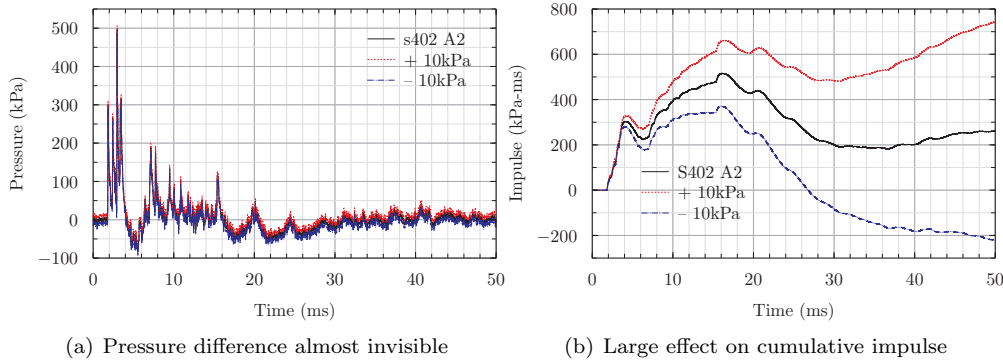 500
400
300
200
100
0
−100
0 10 20 30 40 50
Pressure (kPa)
Time (ms)
s402 A2
+ 10kPa
− 10kPa
(a) Pressure difference almost invisible
800
600
400
200
0
−200
0 10 20 30 40 50
Impulse (kPa-ms)
Time (ms)
S402 A2
+ 10kPa
− 10kPa
(b) Large effect on cumulative impulse